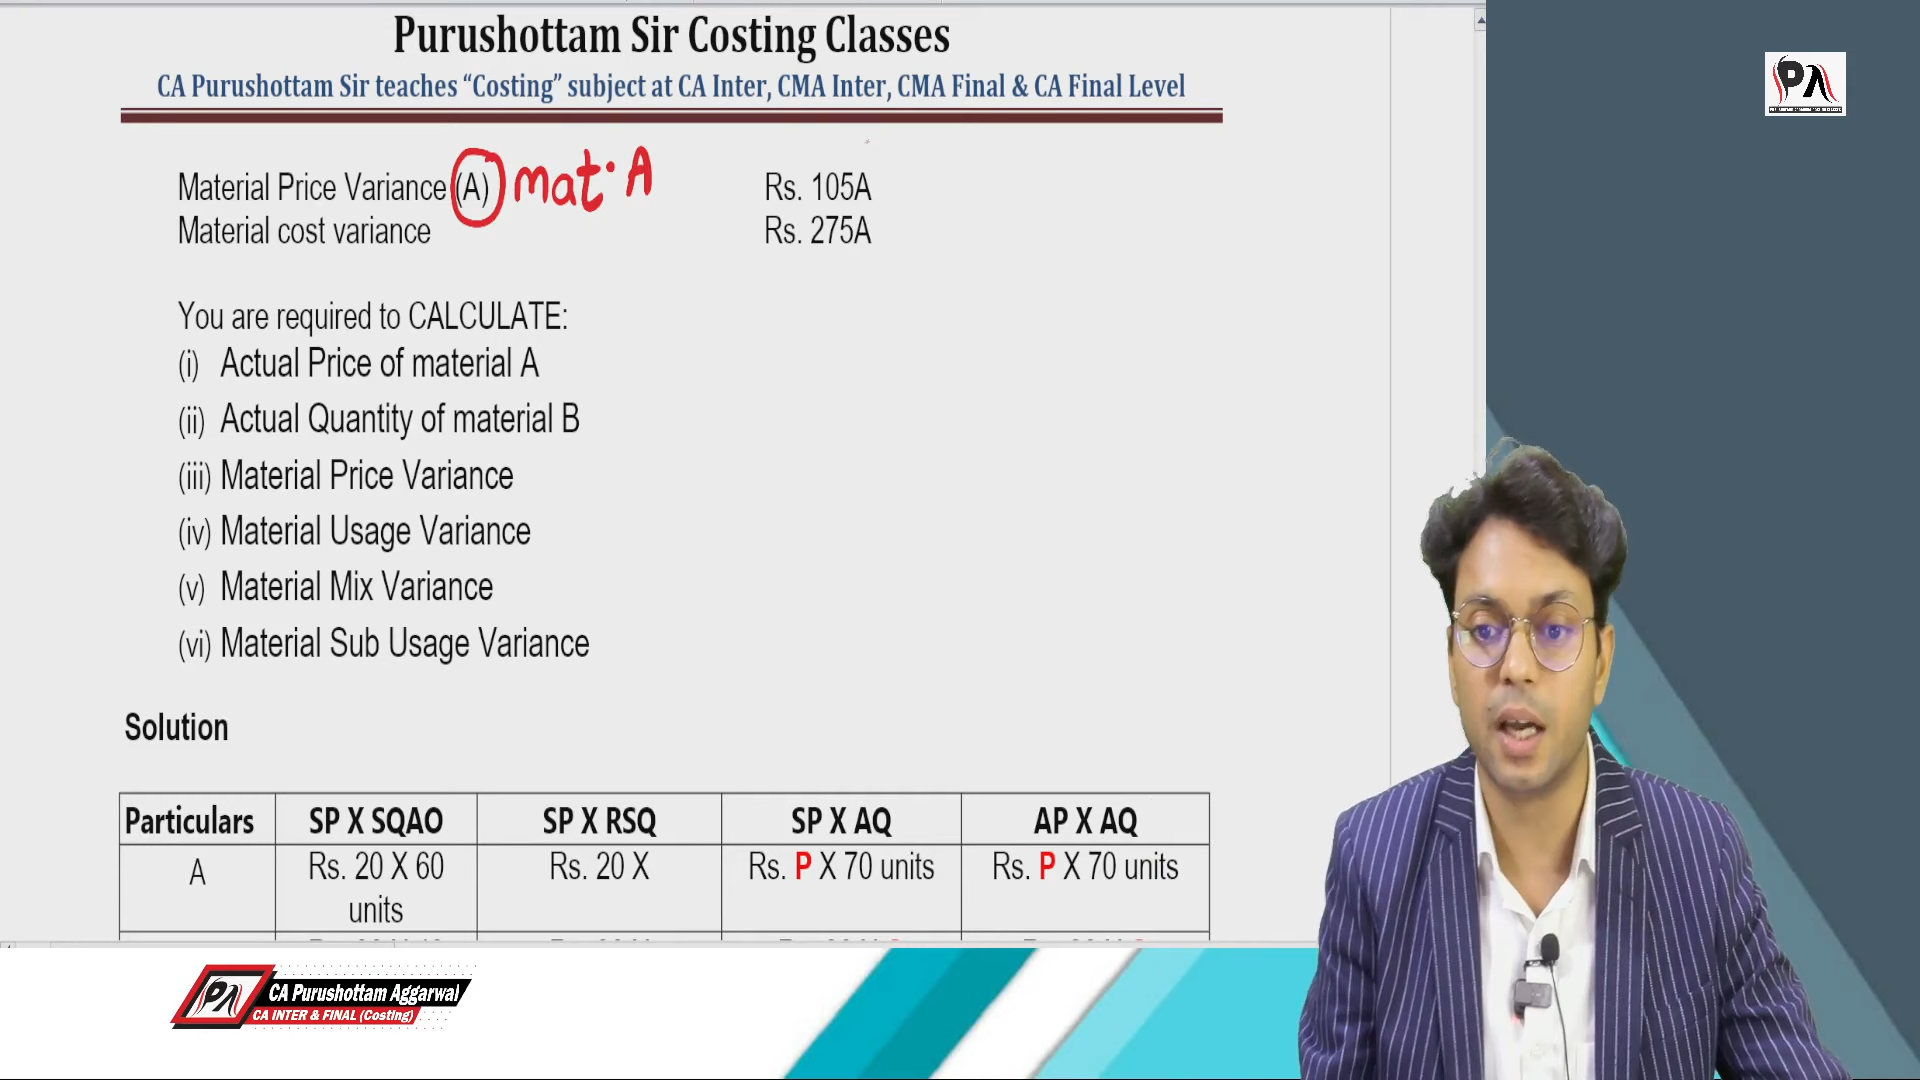 Purushottam Sir Costing Classes
CA Purushottam Sir teaches “Costing” subject at CA Inter, CMA Inter, CMA Final & CA Final Level
PA
Material Price Variance (A) mat. A Rs. 105A
Material cost variance Rs. 275A
You are required to CALCULATE:
(i) Actual Price of material A
(ii) Actual Quantity of material B
(iii) Material Price Variance
(iv) Material Usage Variance
(v) Material Mix Variance
(vi) Material Sub Usage Variance
Solution
Particulars SP X SQAO SP X RSQ SP X AQ AP X AQ
A Rs. 20 X 60 units Rs. 20 X Rs. P X 70 units Rs. P X 70 units
PA CA Purushottam Aggarwal
CA INTER & FINAL (Costing)